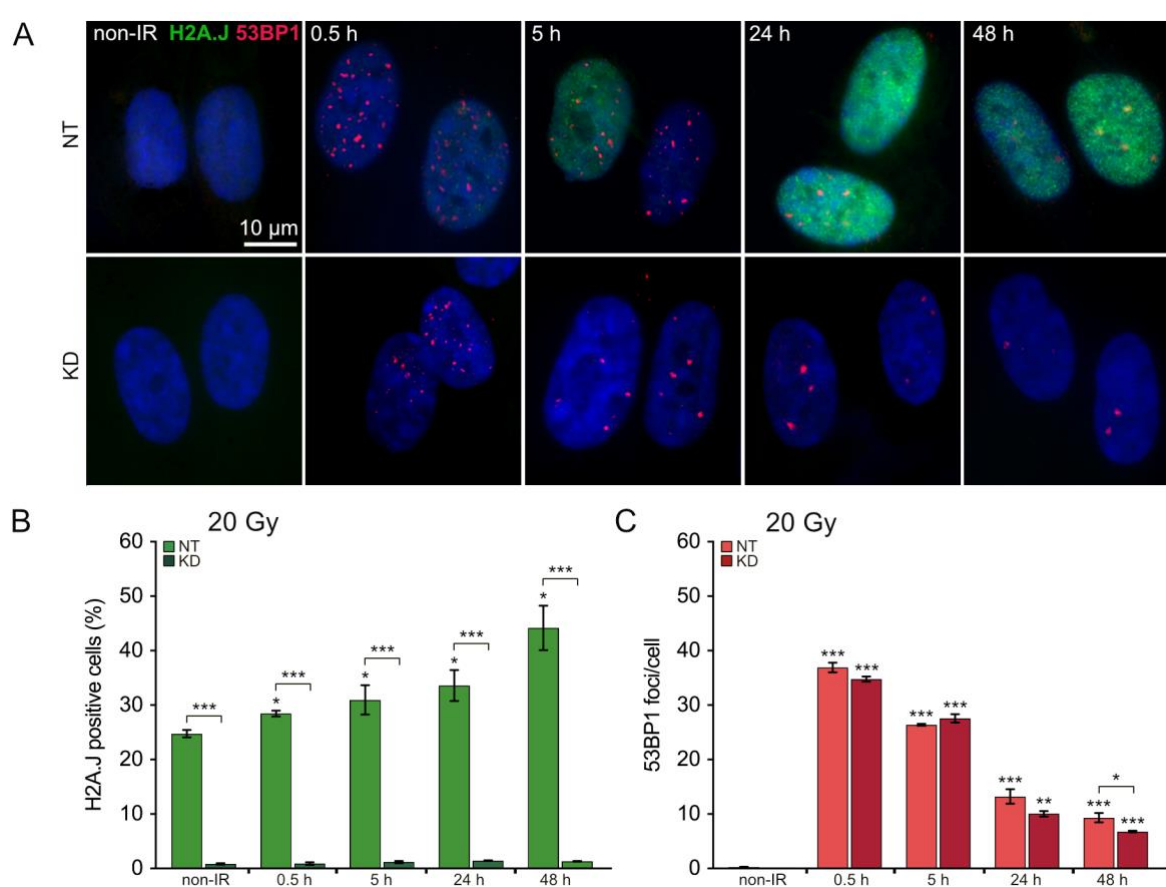 A
non-IR H2A.J 53BP1
0.5 h
5 h
24 h
48 h
NT
10 µm
KD
B
20 Gy
NT
KD
H2A.J positive cells (%)
60
50
40
30
20
10
0
***
*
***
*
***
*
***
*
***
non-IR
0.5 h
5 h
24 h
48 h
C
20 Gy
NT
KD
53BP1 foci/cell
60
50
40
30
20
10
0
***
***
***
***
***
**
***
*
***
non-IR
0.5 h
5 h
24 h
48 h